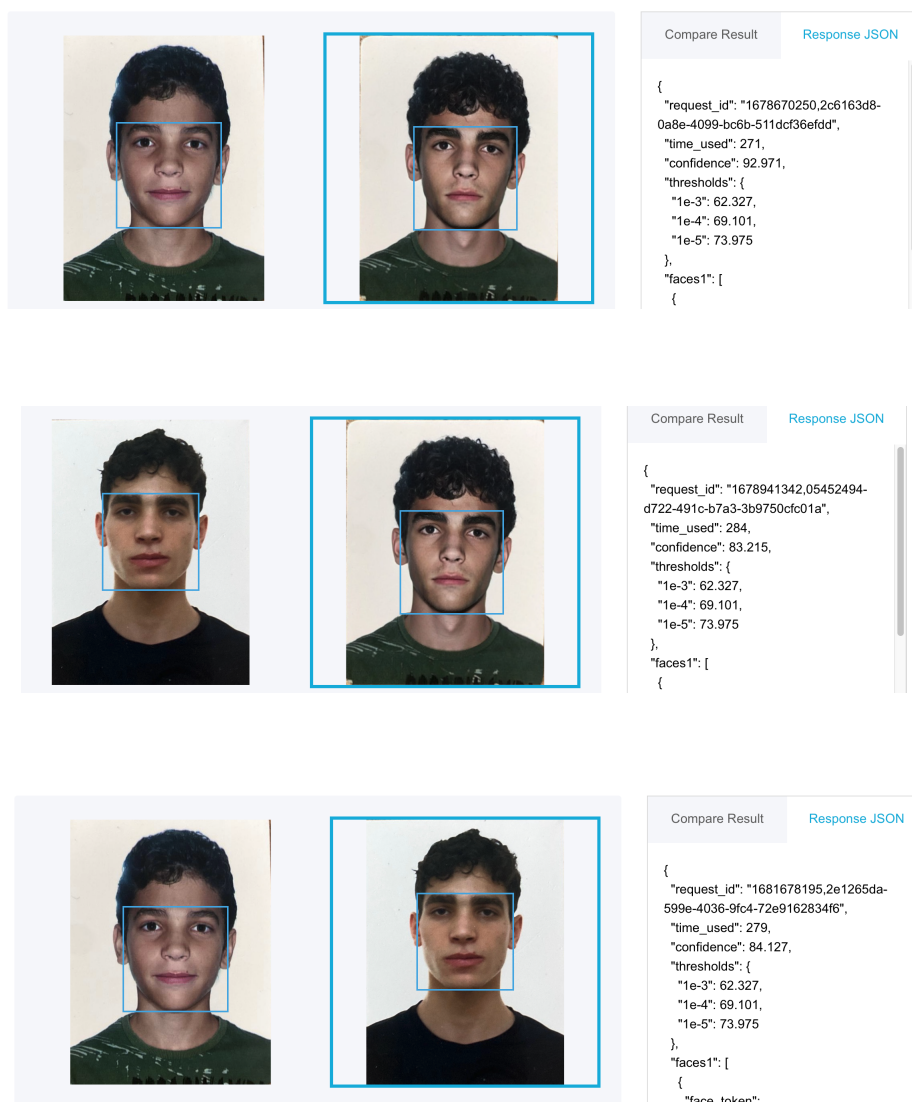 Compare Result Response JSON
{
"request_id": "1678670250,2c6163d8-
0a8e-4099-bc6b-511dcf36efdd",
"time_used": 271,
"confidence": 92.971,
"thresholds": {
"1e-3": 62.327,
"1e-4": 69.101,
"1e-5": 73.975
},
"faces1": [
{
Compare Result Response JSON
{
"request_id": "1678941342,05452494-
d722-491c-b7a3-3b9750cfc01a",
"time_used": 284,
"confidence": 83.215,
"thresholds": {
"1e-3": 62.327,
"1e-4": 69.101,
"1e-5": 73.975
},
"faces1": [
{
Compare Result Response JSON
{
"request_id": "1681678195,2e1265da-
599e-4036-9fc4-72e9162834f6",
"time_used": 279,
"confidence": 84.127,
"thresholds": {
"1e-3": 62.327,
"1e-4": 69.101,
"1e-5": 73.975
},
"faces1": [
{
"face_token":